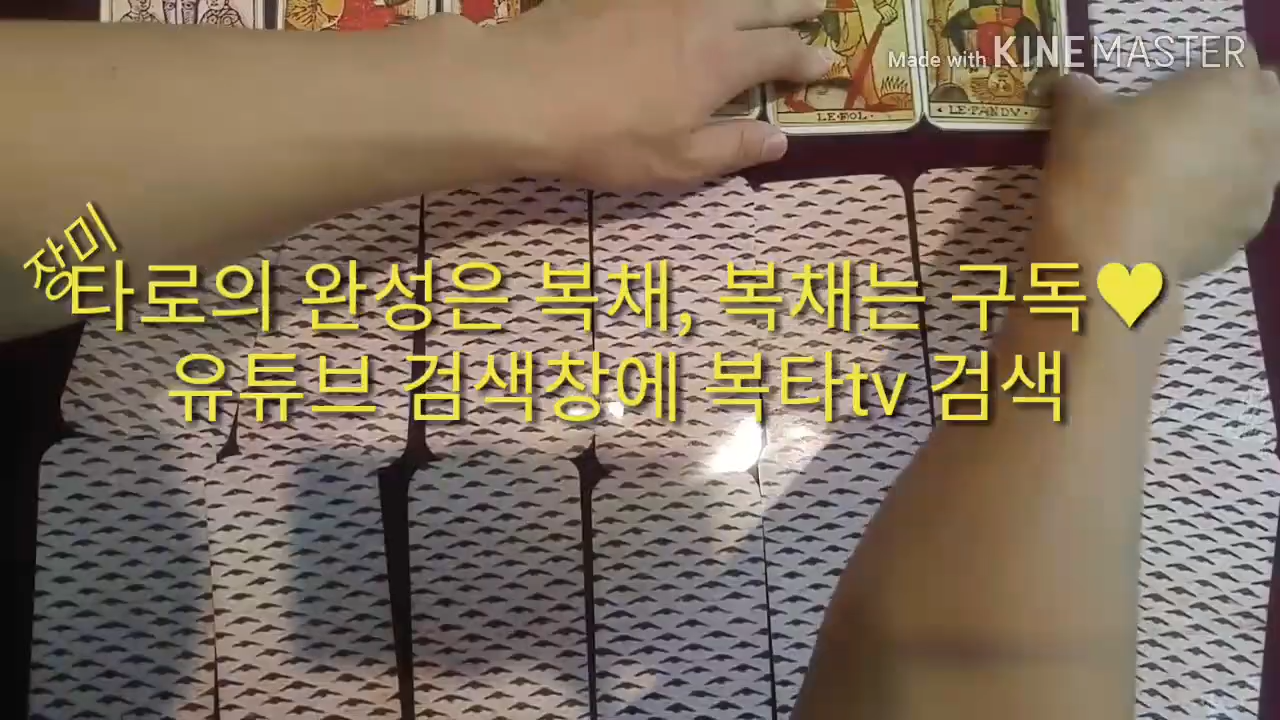 Made with KINEMASTER
LE·FOL·
LE·PANDV·
장미
타로의 완성은 복채, 복채는 구독♥
유튜브 검색창에 복타tv 검색